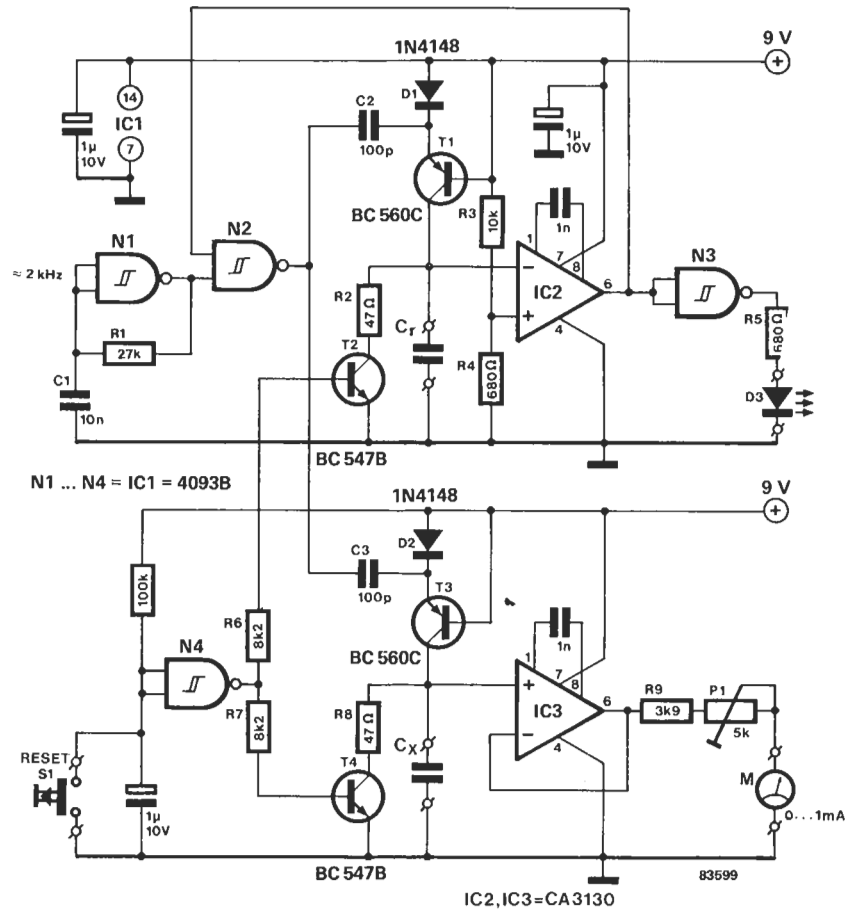 1N4148
9 V
+
14
IC1
7
1µ
10V
C2
100p
D1
T1
BC 560C
1µ
10V
N1
N2
≈ 2 kHz
R1
27k
C1
10n
R2
47 Ω
T2
BC 547B
Cr
R3
10k
R4
680Ω
1n
1
7
8
6
4
−
+
IC2
N3
R5
680Ω
D3
N1 ... N4 = IC1 = 4093B
1N4148
9 V
+
100k
D2
C3
100p
T3
BC 560C
R6
8k2
N4
R7
8k2
R8
47 Ω
T4
BC 547B
Cx
1n
1
7
8
6
4
+
−
IC3
R9
3k9
P1
5k
M
0...1mA
RESET
S1
1µ
10V
83599
IC2, IC3=CA3130